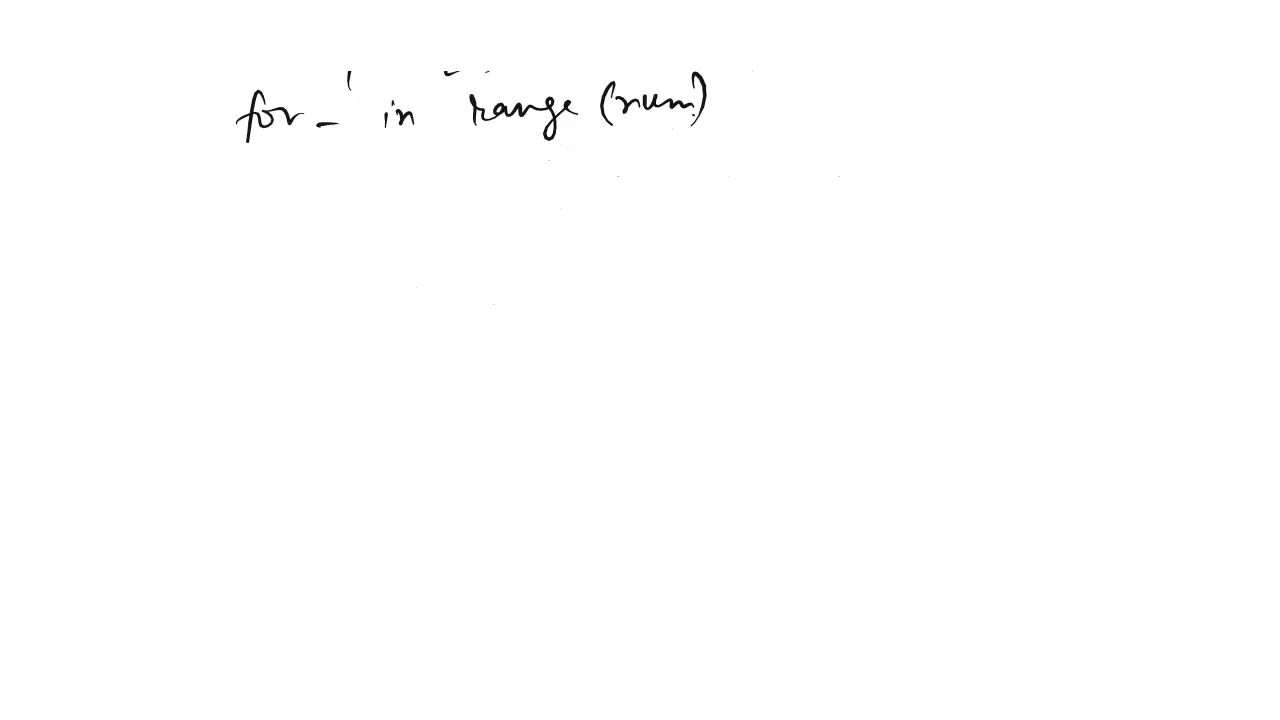 for _ in range (num)